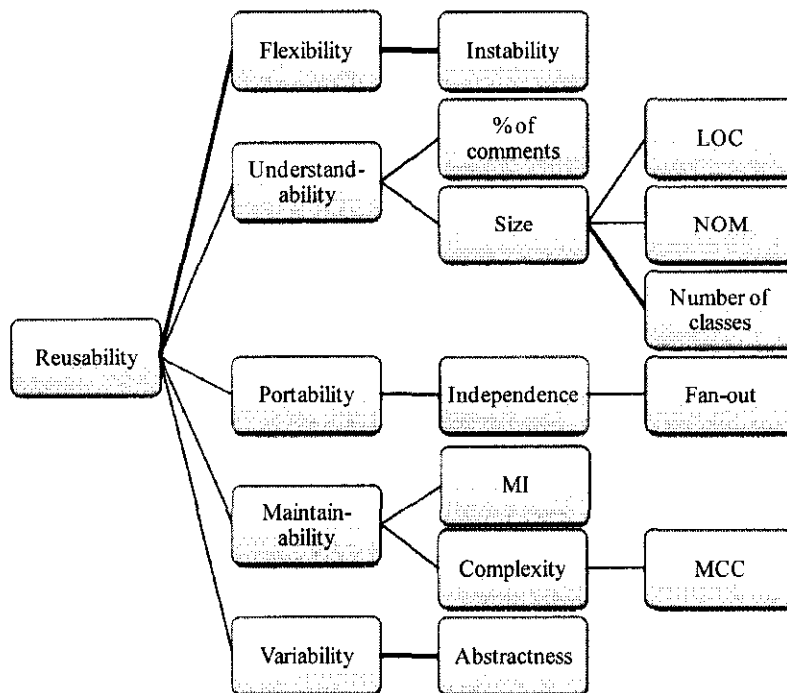 Flexibility
Instability
% of
comments
LOC
Understand-
ability
Size
NOM
Number of
classes
Reusability
Portability
Independence
Fan-out
MI
Maintain-
ability
Complexity
MCC
Variability
Abstractness